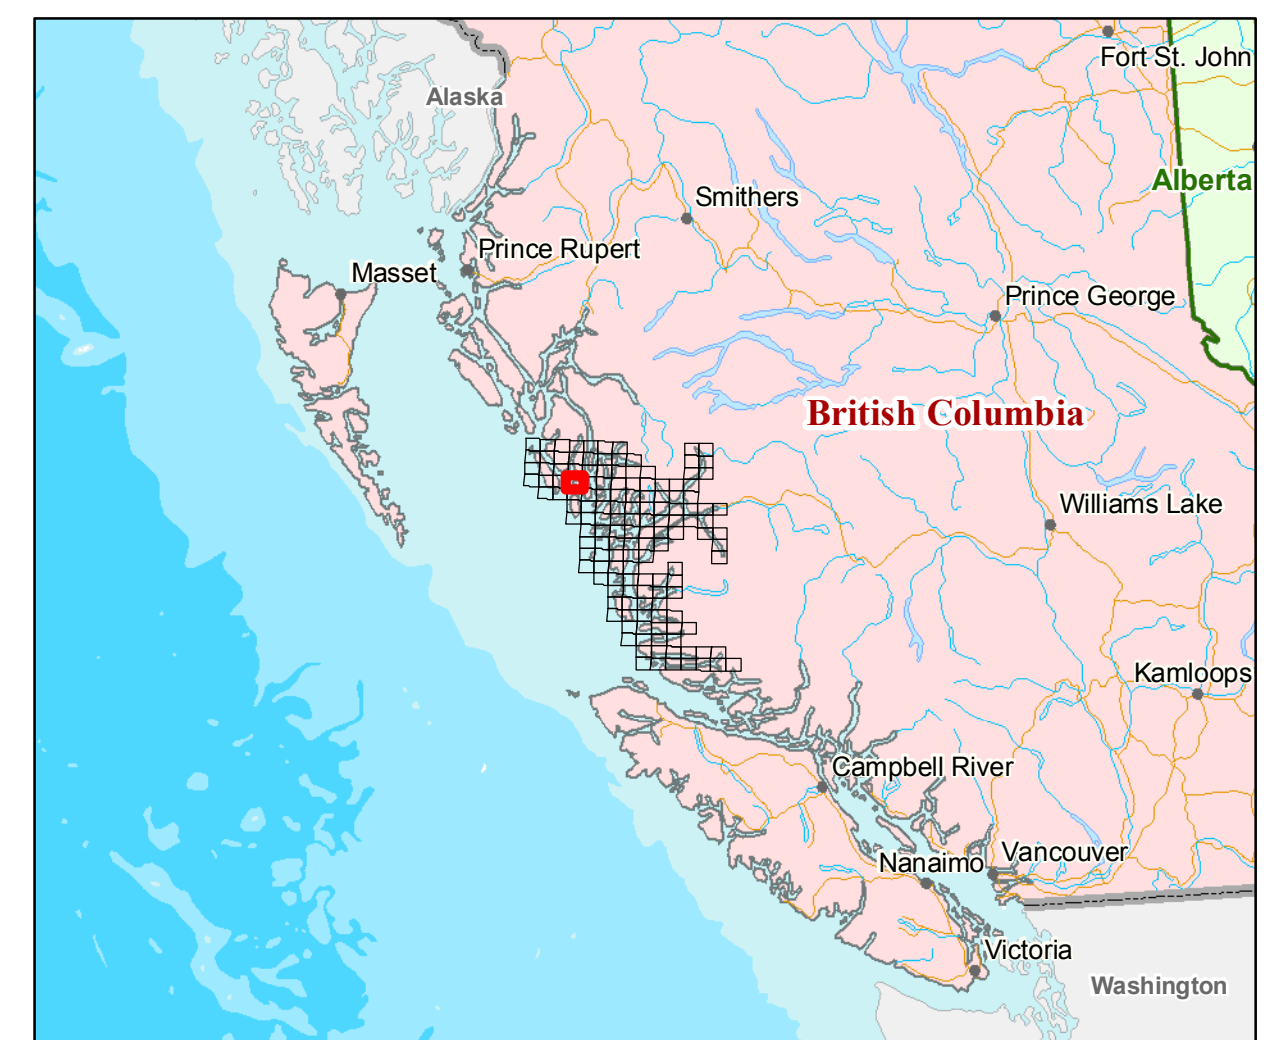 Fort St. John
Alaska
Alberta
Smithers
Prince Rupert
Masset
Prince George
British Columbia
Williams Lake
Kamloops
Campbell River
Vancouver
Nanaimo
Victoria
Washington